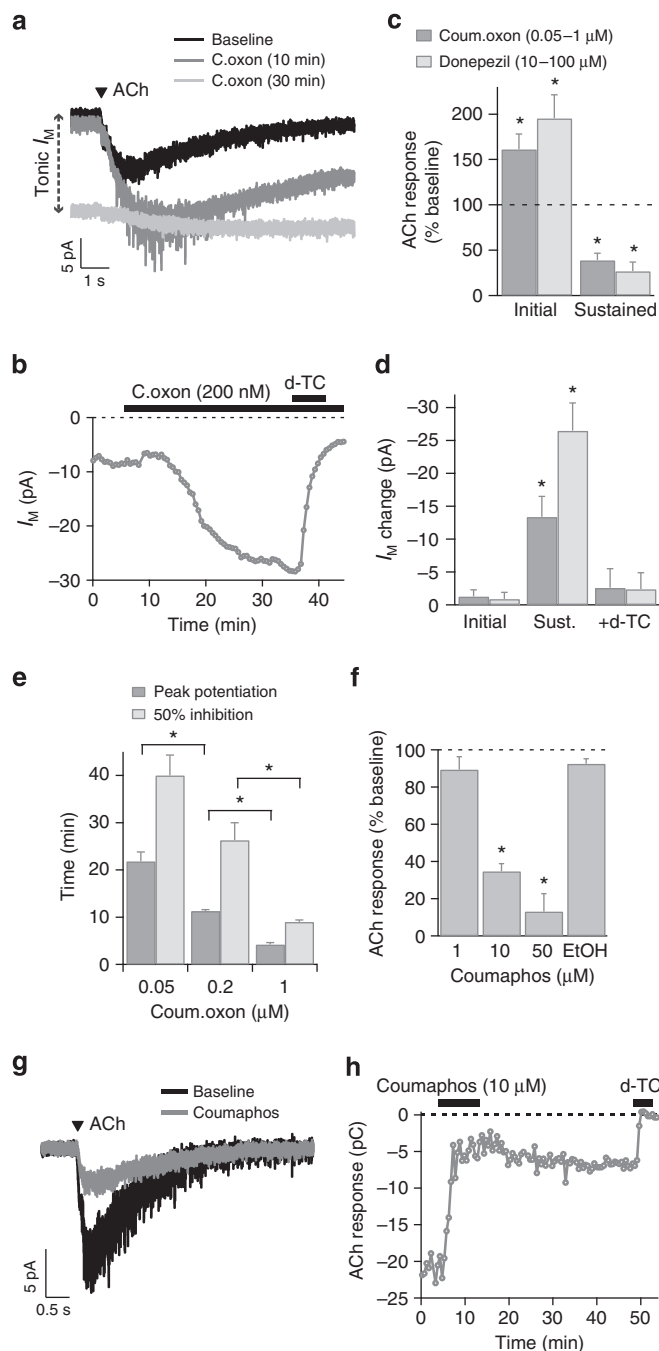 a
Baseline
C.oxon (10 min)
C.oxon (30 min)
ACh
Tonic I_M
5 pA
1 s
c
Coum.oxon (0.05–1 μM)
Donepizil (10–100 μM)
ACh response
(% baseline)
200
150
100
50
0
* * * *
Initial Sustained
b
C.oxon (200 nM)
d-TC
I_M (pA)
0
–10
–20
–30
0 10 20 30 40
Time (min)
d
I_M change (pA)
–30
–25
–20
–15
–10
–5
0
* *
Initial Sust. +d-TC
e
Peak potentiation
50% inhibition
Time (min)
40
30
20
10
0
* * *
0.05 0.2 1
Coum.oxon (μM)
f
ACh response (% baseline)
100
80
60
40
20
0
* *
1 10 50 EtOH
Coumaphos (μM)
g
Baseline
Coumaphos
ACh
5 pA
0.5 s
h
Coumaphos (10 μM) d-TC
ACh response (pC)
0
–5
–10
–15
–20
–25
0 10 20 30 40 50
Time (min)